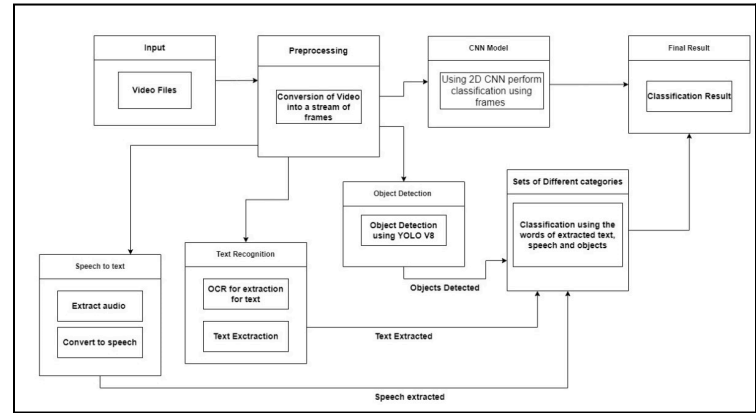 Input
Video Files
Preprocessing
Conversion of Video
into a stream of
frames
CNN Model
Using 2D CNN perform
classification using
frames
Final Result
Classification Result
Object Detection
Object Detection
using YOLO V8
Objects Detected
Sets of Different categories
Classification using the
words of extracted text,
speech and objects
Speech to text
Extract audio
Convert to speech
Text Recognition
OCR for extraction
for text
Text Exctraction
Text Extracted
Speech extracted